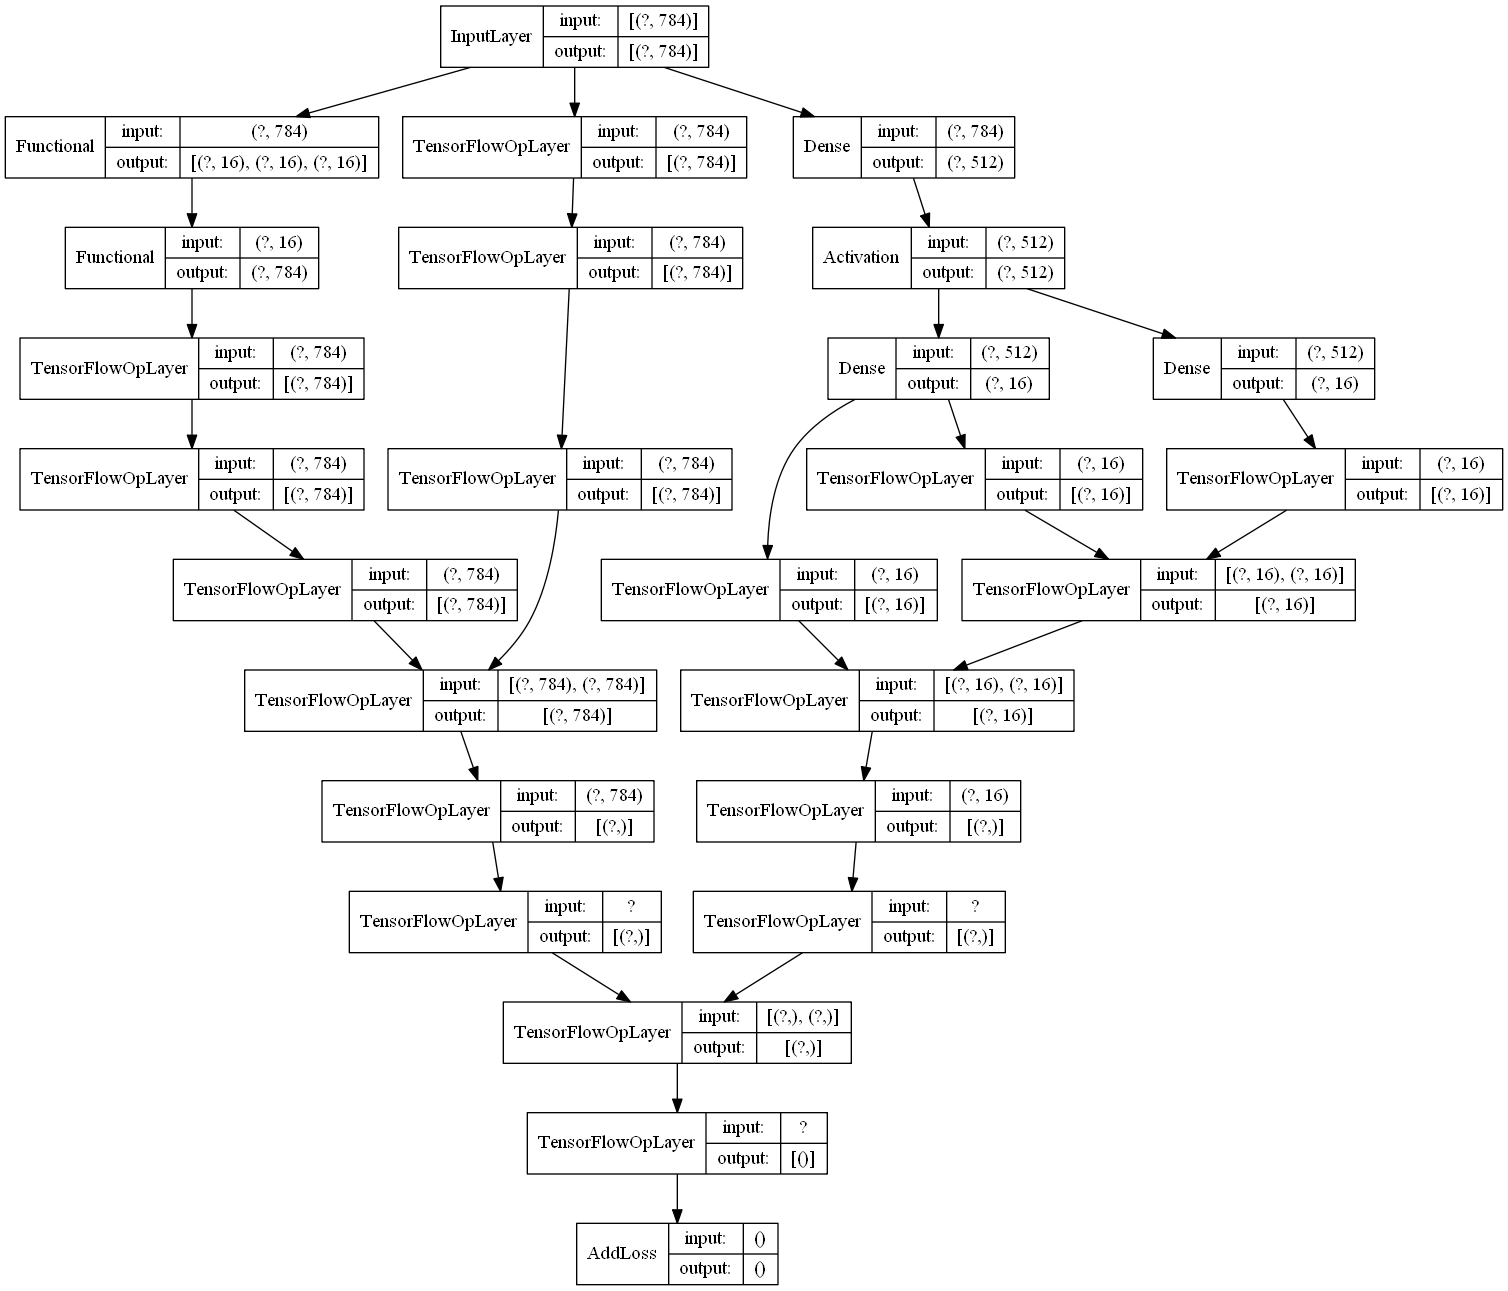 InputLayer input: [(?, 784)]
output: [(?, 784)]
Functional input: (?, 784)
output: [(?, 16), (?, 16), (?, 16)]
TensorFlowOpLayer input: (?, 784)
output: [(?, 784)]
Dense input: (?, 784)
output: (?, 512)
Functional input: (?, 16)
output: (?, 784)
TensorFlowOpLayer input: (?, 784)
output: [(?, 784)]
Activation input: (?, 512)
output: (?, 512)
TensorFlowOpLayer input: (?, 784)
output: [(?, 784)]
Dense input: (?, 512)
output: (?, 16)
Dense input: (?, 512)
output: (?, 16)
TensorFlowOpLayer input: (?, 784)
output: [(?, 784)]
TensorFlowOpLayer input: (?, 784)
output: [(?, 784)]
TensorFlowOpLayer input: (?, 16)
output: [(?, 16)]
TensorFlowOpLayer input: (?, 16)
output: [(?, 16)]
TensorFlowOpLayer input: (?, 784)
output: [(?, 784)]
TensorFlowOpLayer input: (?, 16)
output: [(?, 16)]
TensorFlowOpLayer input: [(?, 16), (?, 16)]
output: [(?, 16)]
TensorFlowOpLayer input: [(?, 784), (?, 784)]
output: [(?, 784)]
TensorFlowOpLayer input: [(?, 16), (?, 16)]
output: [(?, 16)]
TensorFlowOpLayer input: (?, 784)
output: [(?,)]
TensorFlowOpLayer input: (?, 16)
output: [(?,)]
TensorFlowOpLayer input: ?
output: [(?,)]
TensorFlowOpLayer input: ?
output: [(?,)]
TensorFlowOpLayer input: [(?,), (?,)]
output: [(?,)]
TensorFlowOpLayer input: ?
output: [()]
AddLoss input: ()
output: ()